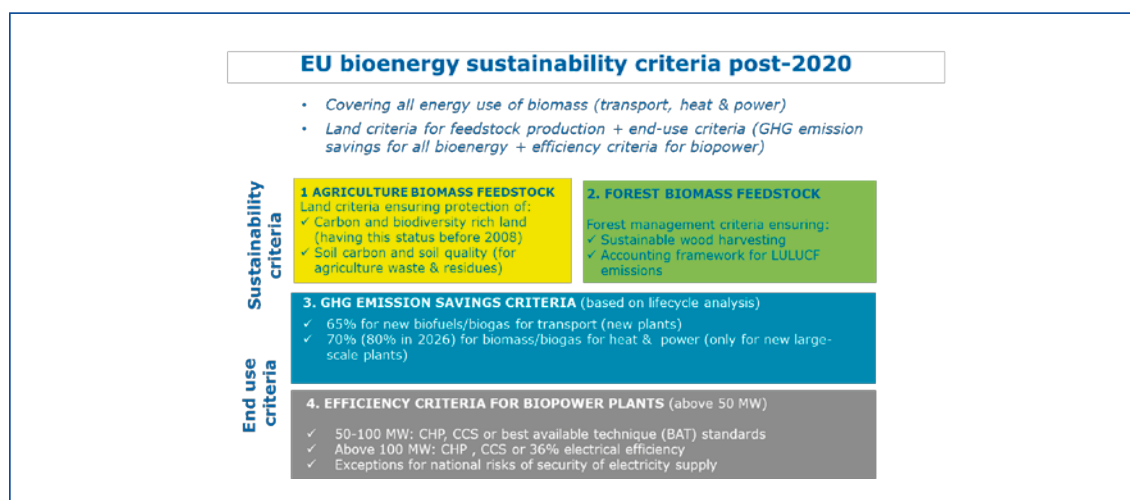 EU bioenergy sustainability criteria post-2020
• Covering all energy use of biomass (transport, heat & power)
• Land criteria for feedstock production + end-use criteria (GHG emission
savings for all bioenergy + efficiency criteria for biopower)
Sustainability
criteria
1 AGRICULTURE BIOMASS FEEDSTOCK
Land criteria ensuring protection of:
✓ Carbon and biodiversity rich land
(having this status before 2008)
✓ Soil carbon and soil quality (for
agriculture waste & residues)
2. FOREST BIOMASS FEEDSTOCK
Forest management criteria ensuring:
✓ Sustainable wood harvesting
✓ Accounting framework for LULUCF
emissions
End use
criteria
3. GHG EMISSION SAVINGS CRITERIA (based on lifecycle analysis)
✓ 65% for new biofuels/biogas for transport (new plants)
✓ 70% (80% in 2026) for biomass/biogas for heat & power (only for new large-
scale plants)
4. EFFICIENCY CRITERIA FOR BIOPOWER PLANTS (above 50 MW)
✓ 50-100 MW: CHP, CCS or best available technique (BAT) standards
✓ Above 100 MW: CHP , CCS or 36% electrical efficiency
✓ Exceptions for national risks of security of electricity supply